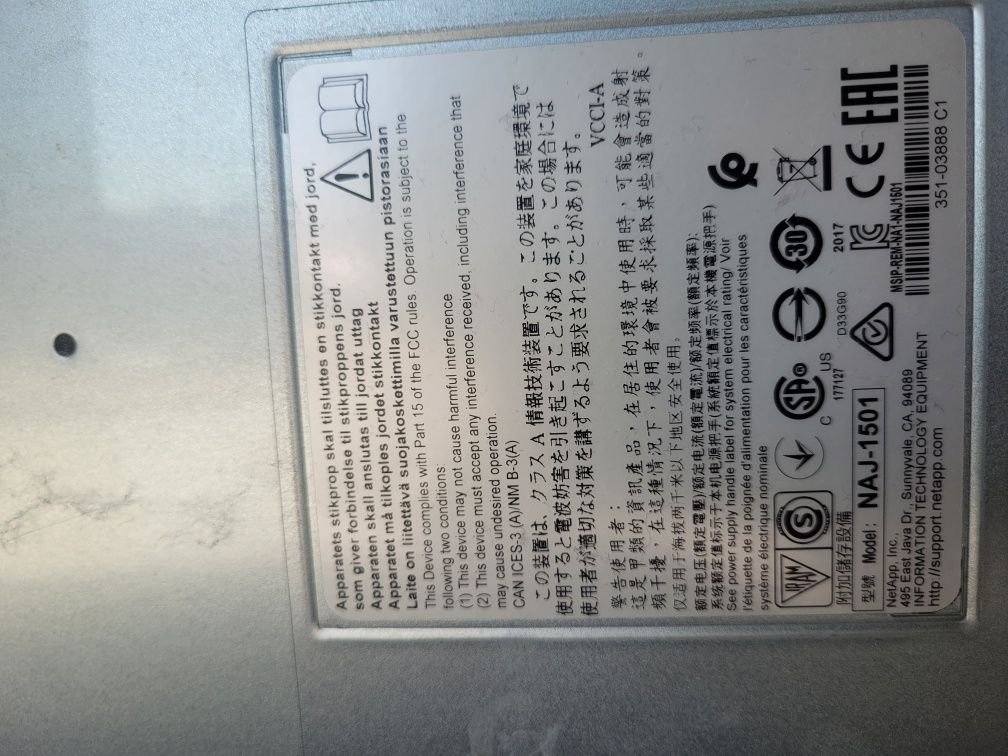 Apparatets stikprop skal tilsluttes en stikkontakt med jord,
som giver forbindelse til stikproppens jord.
Apparaten skall anslutas till jordat uttag
Apparatet må tilkoples jordet stikkontakt
Laite on liitettävä suojakoskettimilla varustettuun pistorasiaan
This Device complies with Part 15 of the FCC rules. Operation is subject to the
following two conditions:
(1) This device may not cause harmful interference
(2) This device must accept any interference received, including interference that
may cause undesired operation.
CAN ICES-3 (A)/NM B-3(A)
この装置は、クラス A 情報技術装置です。この装置を家庭環境で
使用すると電波妨害を引き起こすことがあります。この場合には
使用者が適切な対策を講ずるよう要求されることがあります。
VCCI-A
警告使用者：
這是甲類的資訊產品，在居住的環境中使用時，可能會造成射
頻干擾，在這種情況下，使用者會被要求採取某些適當的對策。
仅适用于海拔两千米以下地区安全使用。
额定电压(額定電壓)/额定电流(額定電流)/额定频率(額定頻率):
系统额定值标示于本机电源把手(系統額定值標示於本機電源把手)
See power supply handle label for system electrical rating/ Voir
l'étiquette de la poignée d'alimentation pour les caractéristiques
système électrique nominale
UAM
S
SA
C US
177127
30
D33G90
2017
CE
EAC
附加儲存設備
型號 Model: NAJ-1501
MSIP-REM-NA1-NAJ1501
NetApp, Inc.
495 East Java Dr. Sunnyvale, CA. 94089
INFORMATION TECHNOLOGY EQUIPMENT
http://support.netapp.com
351-03888 C1